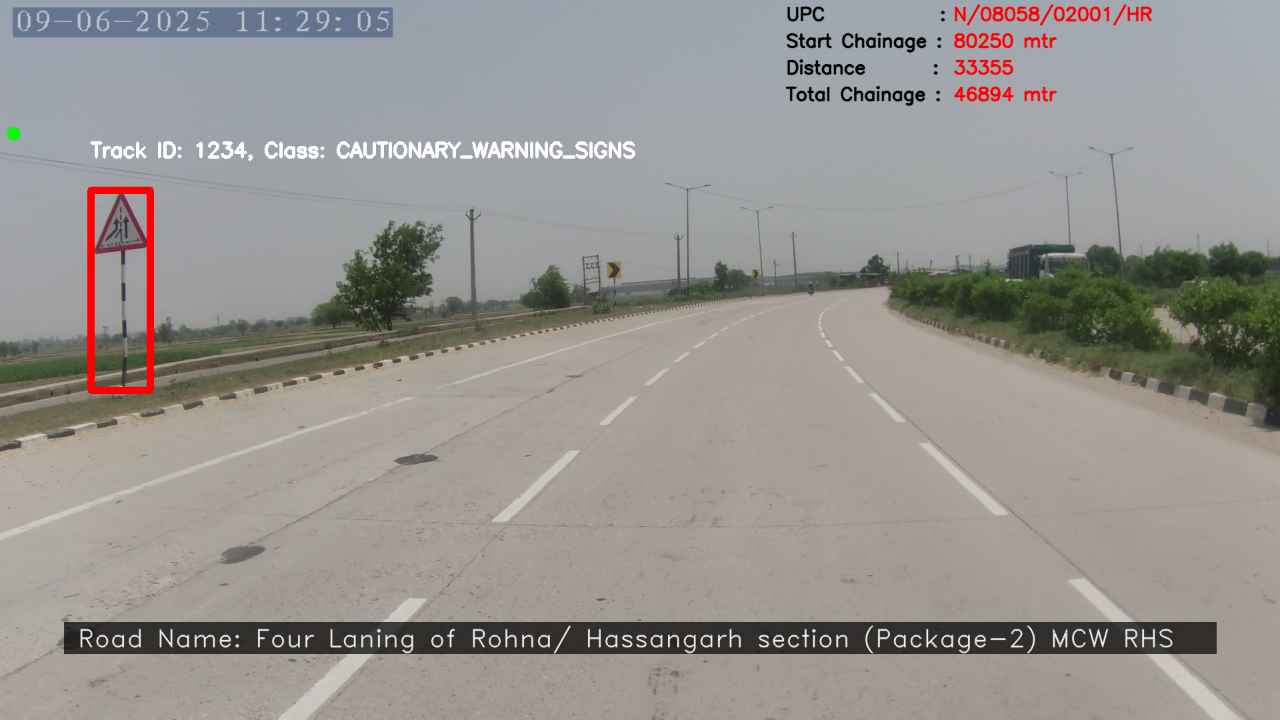 09-06-2025 11:29:05
UPC : N/08058/02001/HR
Start Chainage : 80250 mtr
Distance : 33355
Total Chainage : 46894 mtr
Track ID: 1234, Class: CAUTIONARY_WARNING_SIGNS
Road Name: Four Laning of Rohna/ Hassangarh section (Package-2) MCW RHS